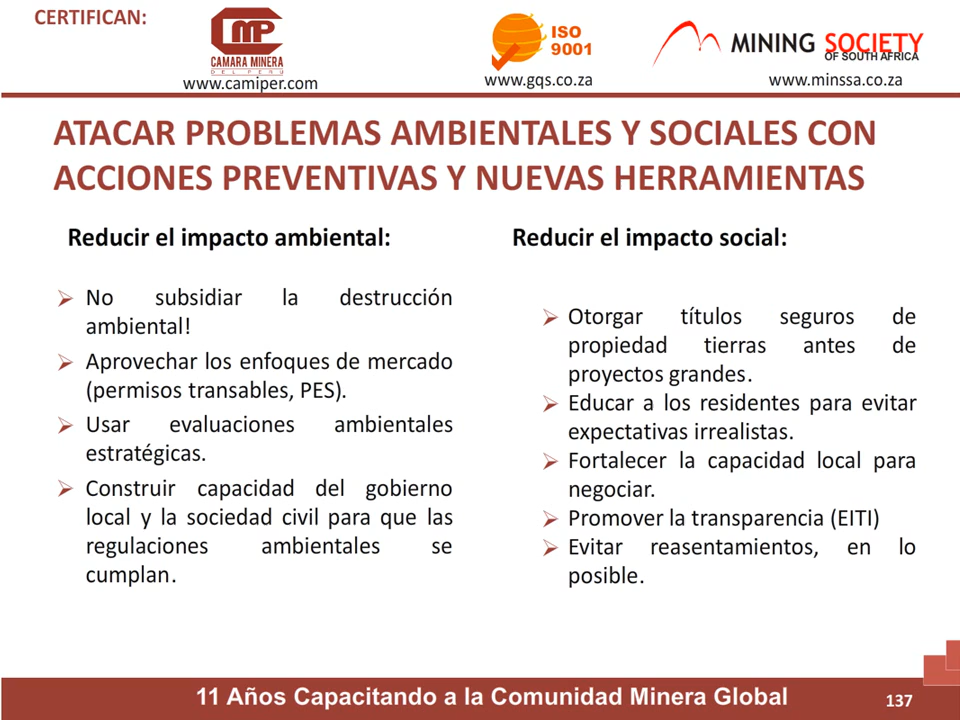 CERTIFICAN:
CMP
CAMARA MINERA
DEL PERU
www.camiper.com
ISO
9001
www.gqs.co.za
MINING SOCIETY
OF SOUTH AFRICA
www.minssa.co.za
ATACAR PROBLEMAS AMBIENTALES Y SOCIALES CON
ACCIONES PREVENTIVAS Y NUEVAS HERRAMIENTAS
Reducir el impacto ambiental:
No subsidiar la destrucción
ambiental!
Aprovechar los enfoques de mercado
(permisos transables, PES).
Usar evaluaciones ambientales
estratégicas.
Construir capacidad del gobierno
local y la sociedad civil para que las
regulaciones ambientales se
cumplan.
Reducir el impacto social:
Otorgar títulos seguros de
propiedad tierras antes de
proyectos grandes.
Educar a los residentes para evitar
expectativas irrealistas.
Fortalecer la capacidad local para
negociar.
Promover la transparencia (EITI)
Evitar reasentamientos, en lo
posible.
11 Años Capacitando a la Comunidad Minera Global
137